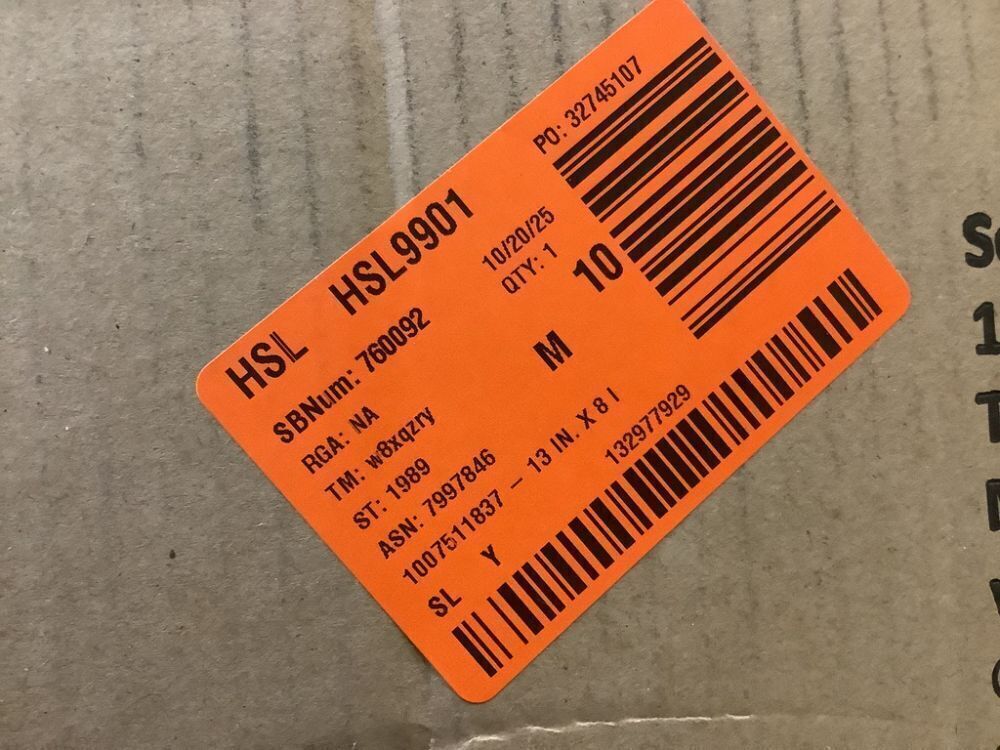 HSL HSL9901
PO: 32745107
SBNum: 760092
10/20/25
RGA: NA
QTY: 1
TM: w8xqzry
M 10
ST: 1989
ASN: 7997846
1007511837 – 13 IN. X 8 I
SL Y 132977929